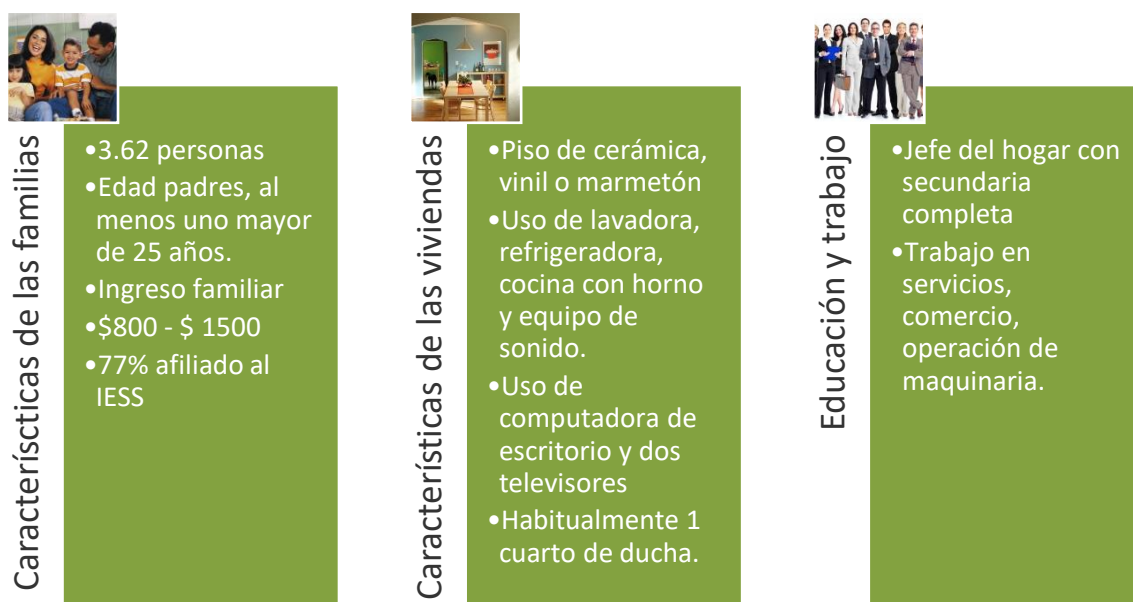 Caracteríscticas de las familias
•3.62 personas
•Edad padres, al
menos uno mayor
de 25 años.
•Ingreso familiar
•$800 - $ 1500
•77% afiliado al
IESS
Características de las viviendas
•Piso de cerámica,
vinil o marmetón
•Uso de lavadora,
refrigeradora,
cocina con horno
y equipo de
sonido.
•Uso de
computadora de
escritorio y dos
televisores
•Habitualmente 1
cuarto de ducha.
Educación y trabajo
•Jefe del hogar con
secundaria
completa
•Trabajo en
servicios,
comercio,
operación de
maquinaria.